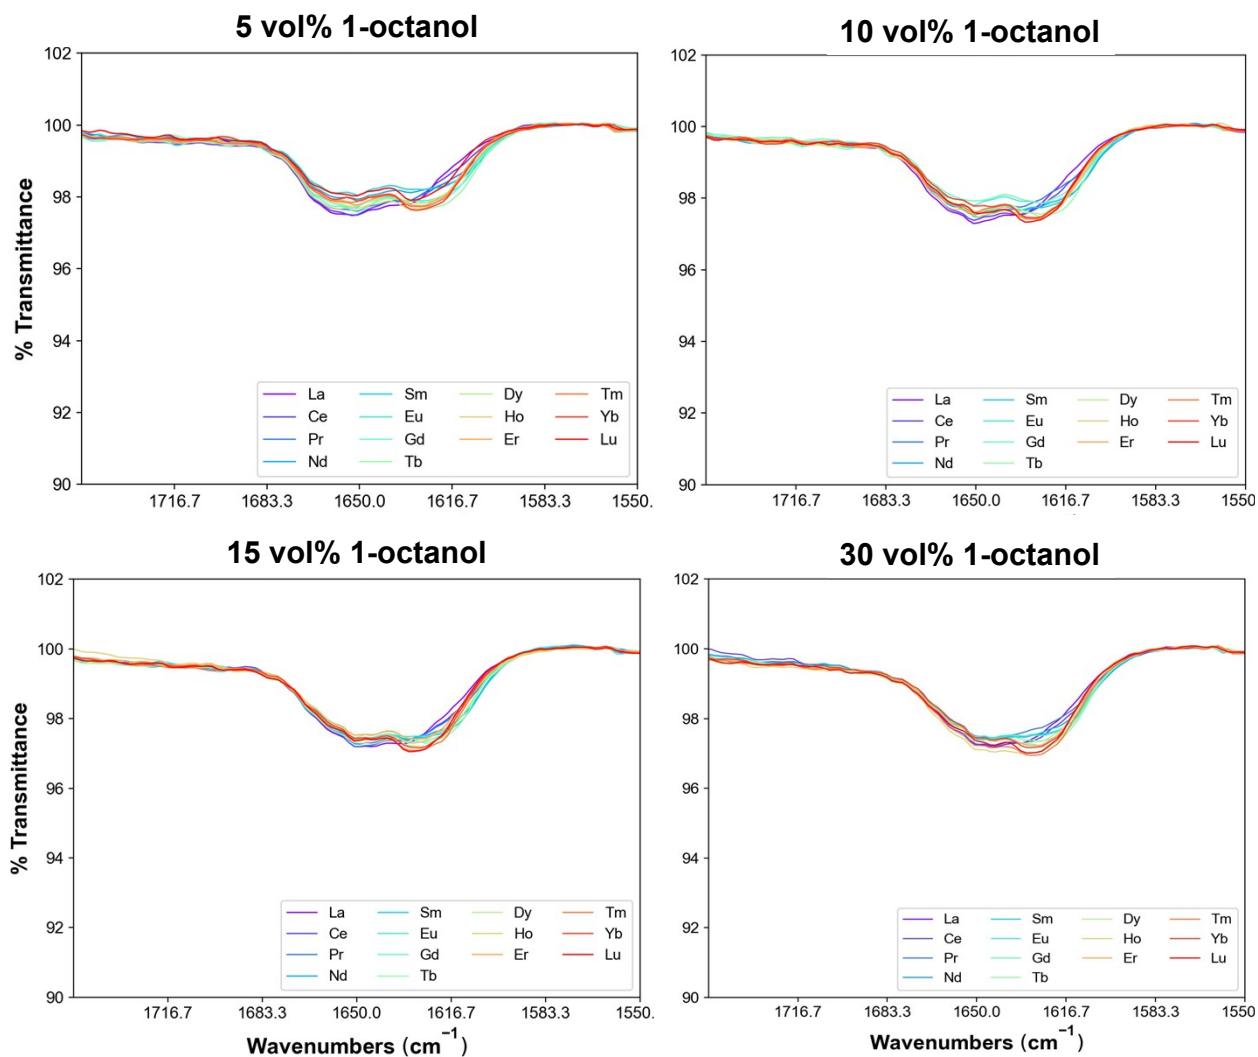 5 vol% 1-octanol
102
100
98
96
94
92
90
% Transmittance
La Sm Dy Tm
Ce Eu Ho Yb
Pr Gd Er Lu
Nd Tb
1716.7 1683.3 1650.0 1616.7 1583.3 1550.
10 vol% 1-octanol
102
100
98
96
94
92
90
La Sm Dy Tm
Ce Eu Ho Yb
Pr Gd Er Lu
Nd Tb
1716.7 1683.3 1650.0 1616.7 1583.3 1550
15 vol% 1-octanol
102
100
98
96
94
92
90
% Transmittance
La Sm Dy Tm
Ce Eu Ho Yb
Pr Gd Er Lu
Nd Tb
1716.7 1683.3 1650.0 1616.7 1583.3 1550.
Wavenumbers (cm⁻¹)
30 vol% 1-octanol
102
100
98
96
94
92
90
La Sm Dy Tm
Ce Eu Ho Yb
Pr Gd Er Lu
Nd Tb
1716.7 1683.3 1650.0 1616.7 1583.3 1550
Wavenumbers (cm⁻¹)